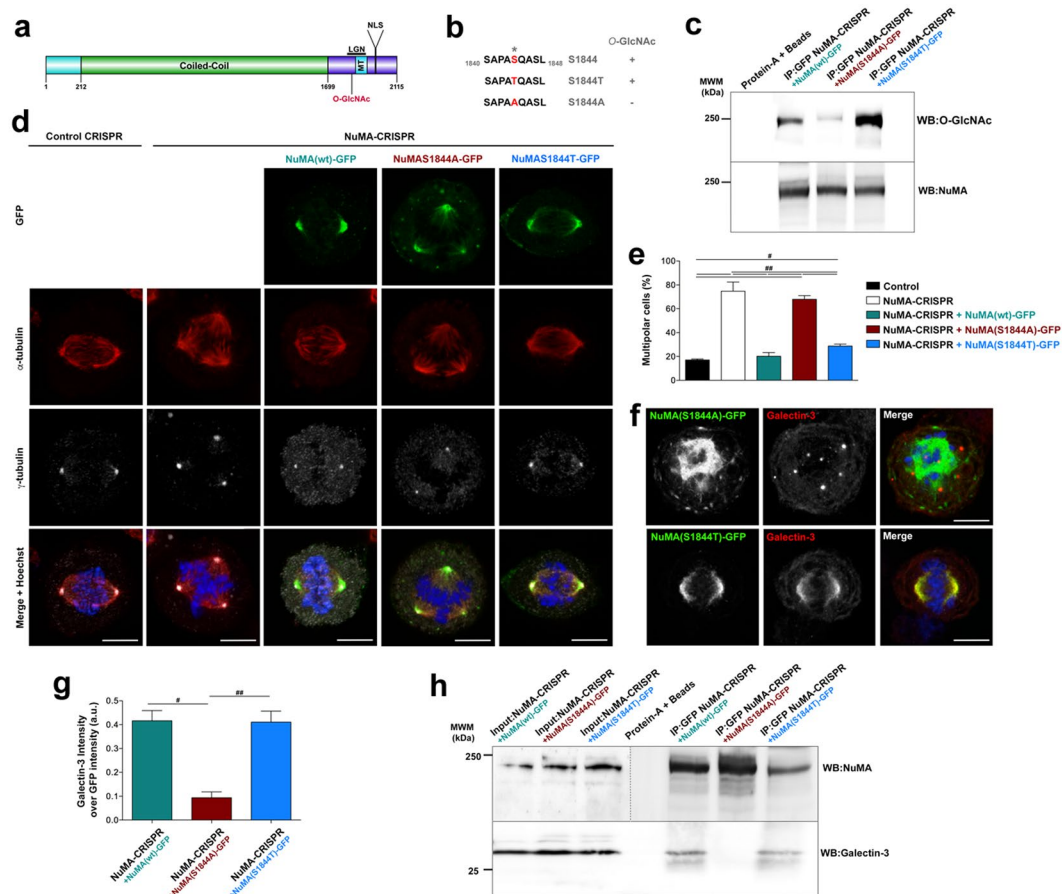 a
NLS
LGN
Coiled-Coil
MT
1
212
1699
2115
O-GlcNAc
b
O-GlcNAc
*
1840 SAPASQASL 1848 S1844 +
SAPATQASL S1844T +
SAPAAQASL S1844A -
c
MWM
(kDa)
Protein-A + Beads
IP:GFP NuMA-CRISPR
+NuMA(wt)-GFP
IP:GFP NuMA-CRISPR
+NuMA(S1844A)-GFP
IP:GFP NuMA-CRISPR
+NuMA(S1844T)-GFP
250
WB:O-GlcNAc
250
WB:NuMA
d
Control CRISPR
NuMA-CRISPR
NuMA(wt)-GFP
NuMAS1844A-GFP
NuMAS1844T-GFP
GFP
α-tubulin
γ-tubulin
Merge + Hoechst
e
Multipolar cells (%)
100
80
60
40
20
0
#
##
Control
NuMA-CRISPR
NuMA-CRISPR + NuMA(wt)-GFP
NuMA-CRISPR + NuMA(S1844A)-GFP
NuMA-CRISPR + NuMA(S1844T)-GFP
f
NuMA(S1844A)-GFP
Galectin-3
Merge
NuMA(S1844T)-GFP
Galectin-3
Merge
g
Galectin-3 Intensity
over GFP intensity (a.u.)
0.5
0.4
0.3
0.2
0.1
0.0
#
##
NuMA-CRISPR
+NuMA(wt)-GFP
NuMA-CRISPR
NuMA(S1844A)-GFP
NuMA-CRISPR
+NuMA(S1844T)-GFP
h
MWM
(kDa)
Input:NuMA-CRISPR
+NuMA(wt)-GFP
Input:NuMA-CRISPR
+NuMA(S1844A)-GFP
Input:NuMA-CRISPR
+NuMA(S1844T)-GFP
Protein-A + Beads
IP:GFP NuMA-CRISPR
+NuMA(wt)-GFP
IP:GFP NuMA-CRISPR
+NuMA(S1844A)-GFP
IP:GFP NuMA-CRISPR
+NuMA(S1844T)-GFP
250
WB:NuMA
25
WB:Galectin-3